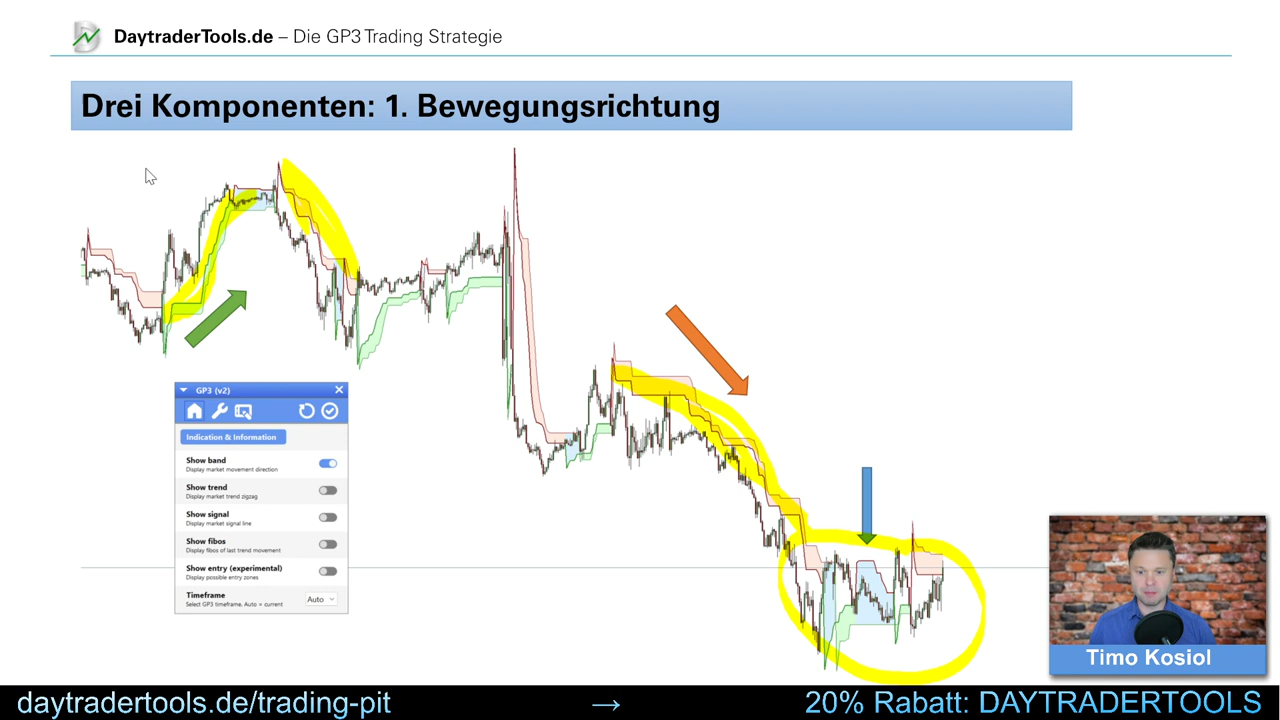 DaytraderTools.de – Die GP3 Trading Strategie
Drei Komponenten: 1. Bewegungsrichtung
GP3 (v2)
Indication & Information
Show band
Display market movement direction
Show trend
Display market trend zigzag
Show signal
Display market signal line
Show fibos
Display fibos of last trend movement
Show entry (experimental)
Display possible entry zones
Timeframe
Select GP3 timeframe, Auto = current
Auto
Timo Kosiol
daytradertools.de/trading-pit → 20% Rabatt: DAYTRADERTOOLS